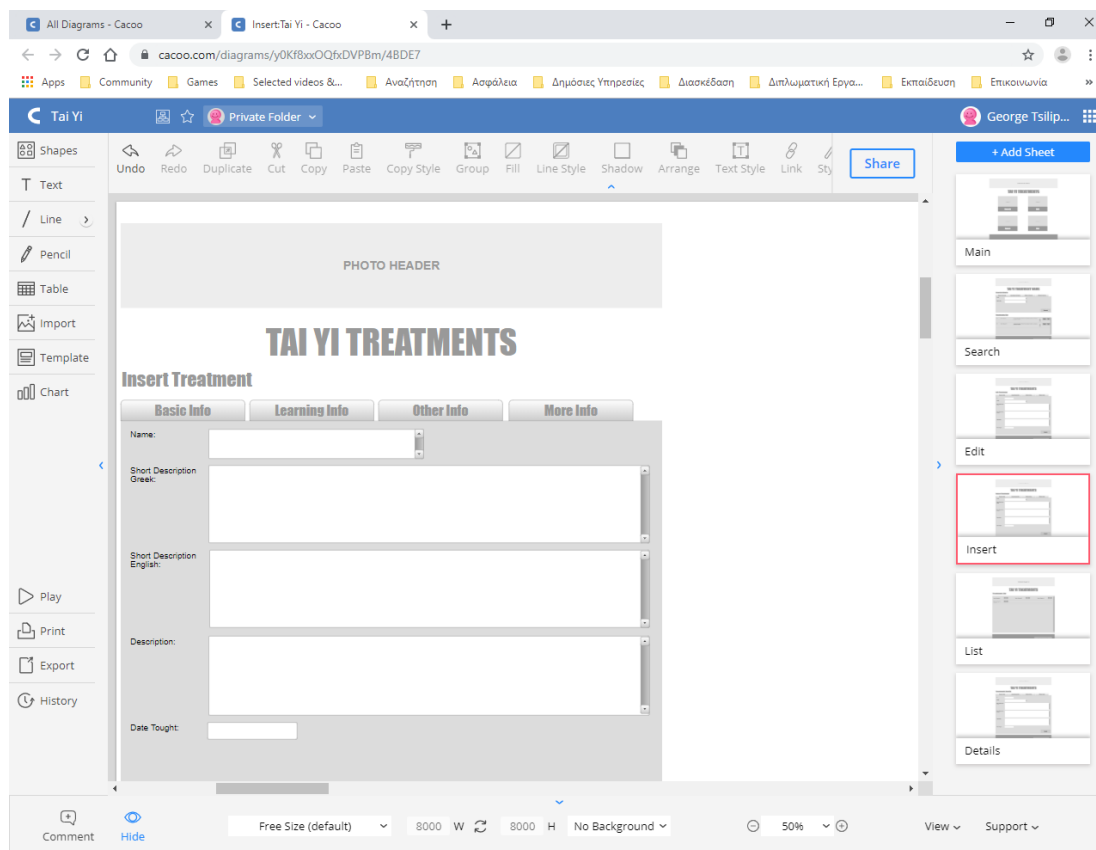 All Diagrams - Cacoo
Insert:Tai Yi - Cacoo
cacoo.com/diagrams/y0Kf8xxOQfxDVPBm/4BDE7
Apps Community Games Selected videos &... Αναζήτηση Ασφάλεια Δημόσιες Υπηρεσίες Διασκέδαση Διπλωματική Εργα... Εκπαίδευση Επικοινωνία »
Tai Yi Private Folder George Tsilip...
Shapes
Text
Line
Pencil
Table
Import
Template
Chart
Play
Print
Export
History
Undo Redo Duplicate Cut Copy Paste Copy Style Group Fill Line Style Shadow Arrange Text Style Link Sty Share
PHOTO HEADER
TAI YI TREATMENTS
Insert Treatment
Basic Info Learning Info Other Info More Info
Name:
Short Description
Greek:
Short Description
English:
Description:
Date Tought:
+ Add Sheet
TAI YI TREATMENTS
Main
Search
Edit
Insert
List
Details
Comment Hide Free Size (default) 8000 W 8000 H No Background 50% View Support